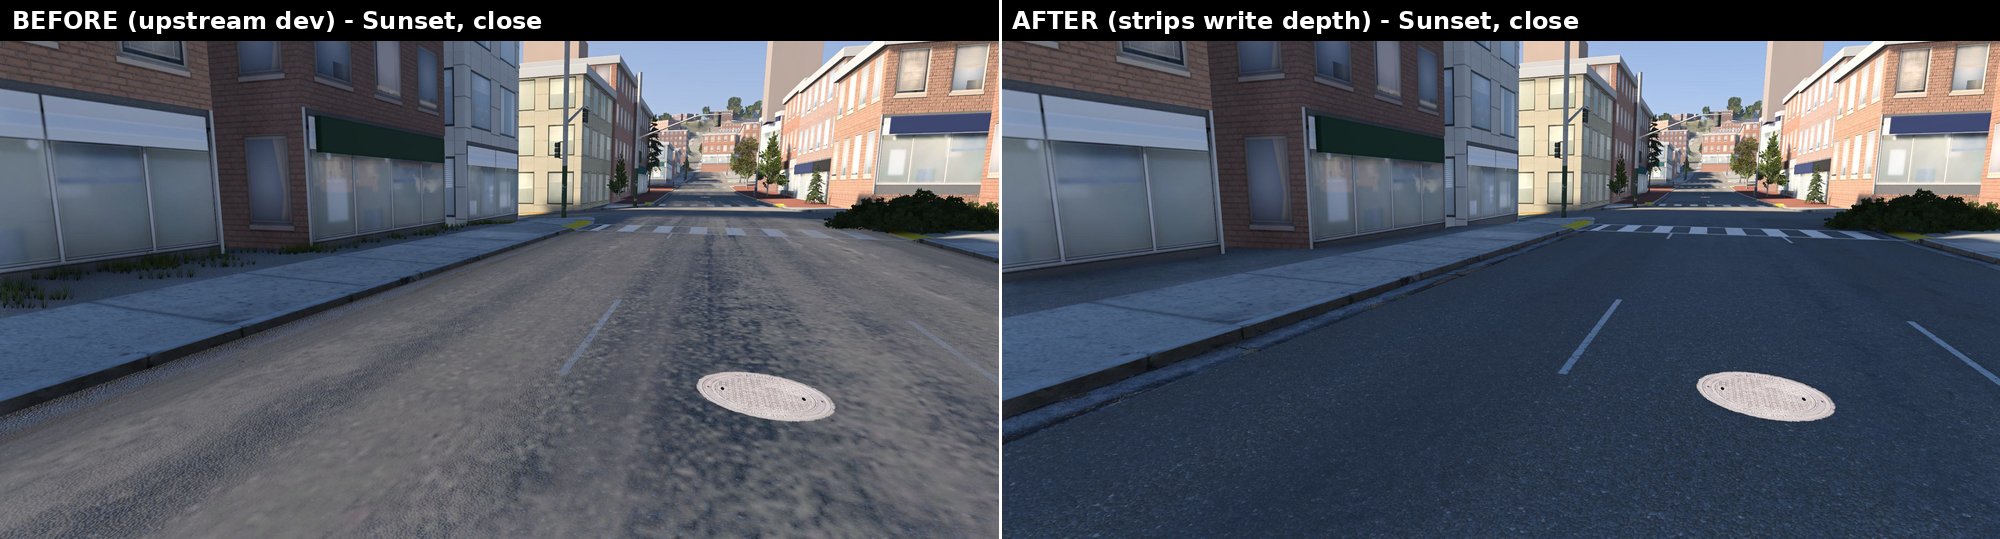 BEFORE (upstream dev) - Sunset, close
AFTER (strips write depth) - Sunset, close